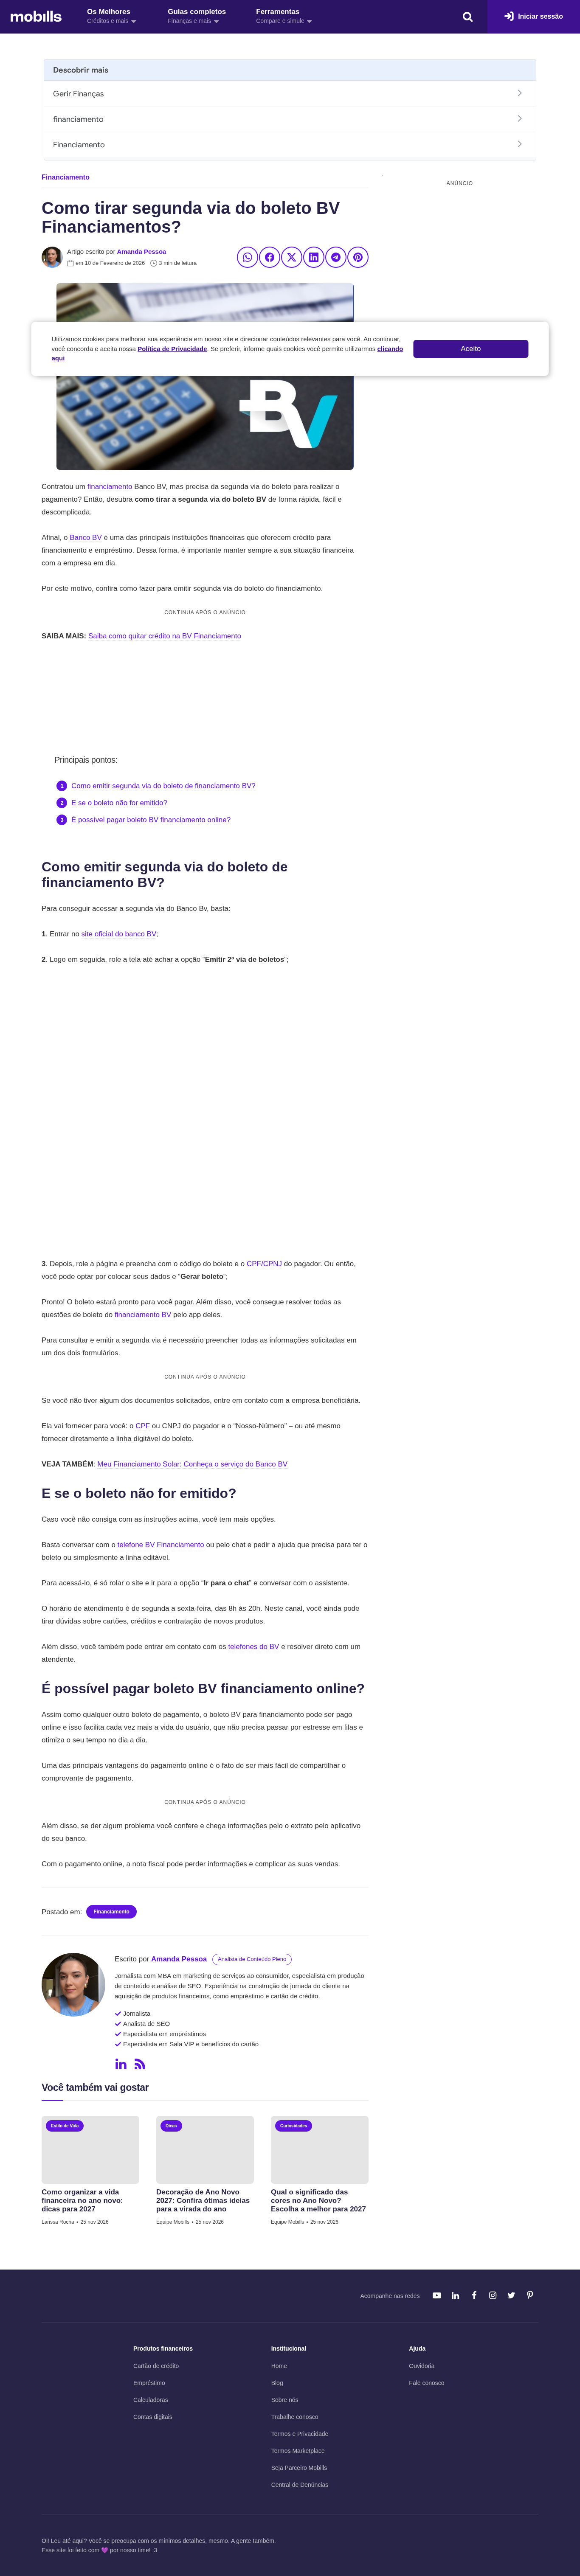 mobills
Os Melhores
Créditos e mais
Guias completos
Finanças e mais
Ferramentas
Compare e simule
Iniciar sessão
Descobrir mais
Gerir Finanças
financiamento
Financiamento
Financiamento
ANÚNCIO
Como tirar segunda via do boleto BV
Financiamentos?
Artigo escrito por Amanda Pessoa
em 10 de Fevereiro de 2026
3 min de leitura
Utilizamos cookies para melhorar sua experiência em nosso site e direcionar conteúdos relevantes para você. Ao continuar,
você concorda e aceita nossa Política de Privacidade. Se preferir, informe quais cookies você permite utilizarmos clicando
aqui
Aceito
BV
Contratou um financiamento Banco BV, mas precisa da segunda via do boleto para realizar o
pagamento? Então, desubra como tirar a segunda via do boleto BV de forma rápida, fácil e
descomplicada.
Afinal, o Banco BV é uma das principais instituições financeiras que oferecem crédito para
financiamento e empréstimo. Dessa forma, é importante manter sempre a sua situação financeira
com a empresa em dia.
Por este motivo, confira como fazer para emitir segunda via do boleto do financiamento.
CONTINUA APÓS O ANÚNCIO
SAIBA MAIS: Saiba como quitar crédito na BV Financiamento
Principais pontos:
1 Como emitir segunda via do boleto de financiamento BV?
2 E se o boleto não for emitido?
3 É possível pagar boleto BV financiamento online?
Como emitir segunda via do boleto de
financiamento BV?
Para conseguir acessar a segunda via do Banco Bv, basta:
1. Entrar no site oficial do banco BV;
2. Logo em seguida, role a tela até achar a opção “Emitir 2ª via de boletos“;
3. Depois, role a página e preencha com o código do boleto e o CPF/CPNJ do pagador. Ou então,
você pode optar por colocar seus dados e “Gerar boleto“;
Pronto! O boleto estará pronto para você pagar. Além disso, você consegue resolver todas as
questões de boleto do financiamento BV pelo app deles.
Para consultar e emitir a segunda via é necessário preencher todas as informações solicitadas em
um dos dois formulários.
CONTINUA APÓS O ANÚNCIO
Se você não tiver algum dos documentos solicitados, entre em contato com a empresa beneficiária.
Ela vai fornecer para você: o CPF ou CNPJ do pagador e o “Nosso-Número” – ou até mesmo
fornecer diretamente a linha digitável do boleto.
VEJA TAMBÉM: Meu Financiamento Solar: Conheça o serviço do Banco BV
E se o boleto não for emitido?
Caso você não consiga com as instruções acima, você tem mais opções.
Basta conversar com o telefone BV Financiamento ou pelo chat e pedir a ajuda que precisa para ter o
boleto ou simplesmente a linha editável.
Para acessá-lo, é só rolar o site e ir para a opção “Ir para o chat” e conversar com o assistente.
O horário de atendimento é de segunda a sexta-feira, das 8h às 20h. Neste canal, você ainda pode
tirar dúvidas sobre cartões, créditos e contratação de novos produtos.
Além disso, você também pode entrar em contato com os telefones do BV e resolver direto com um
atendente.
É possível pagar boleto BV financiamento online?
Assim como qualquer outro boleto de pagamento, o boleto BV para financiamento pode ser pago
online e isso facilita cada vez mais a vida do usuário, que não precisa passar por estresse em filas e
otimiza o seu tempo no dia a dia.
Uma das principais vantagens do pagamento online é o fato de ser mais fácil de compartilhar o
comprovante de pagamento.
CONTINUA APÓS O ANÚNCIO
Além disso, se der algum problema você confere e chega informações pelo o extrato pelo aplicativo
do seu banco.
Com o pagamento online, a nota fiscal pode perder informações e complicar as suas vendas.
Postado em: Financiamento
Escrito por Amanda Pessoa Analista de Conteúdo Pleno
Jornalista com MBA em marketing de serviços ao consumidor, especialista em produção
de conteúdo e análise de SEO. Experiência na construção de jornada do cliente na
aquisição de produtos financeiros, como empréstimo e cartão de crédito.
Jornalista
Analista de SEO
Especialista em empréstimos
Especialista em Sala VIP e benefícios do cartão
Você também vai gostar
Estilo de Vida
Como organizar a vida
financeira no ano novo:
dicas para 2027
Larissa Rocha • 25 nov 2026
Dicas
Decoração de Ano Novo
2027: Confira ótimas ideias
para a virada do ano
Equipe Mobills • 25 nov 2026
Curiosidades
Qual o significado das
cores no Ano Novo?
Escolha a melhor para 2027
Equipe Mobills • 25 nov 2026
Acompanhe nas redes
Produtos financeiros
Cartão de crédito
Empréstimo
Calculadoras
Contas digitais
Institucional
Home
Blog
Sobre nós
Trabalhe conosco
Termos e Privacidade
Termos Marketplace
Seja Parceiro Mobills
Central de Denúncias
Ajuda
Ouvidoria
Fale conosco
Oi! Leu até aqui? Você se preocupa com os mínimos detalhes, mesmo. A gente também.
Esse site foi feito com 💜 por nosso time! :3